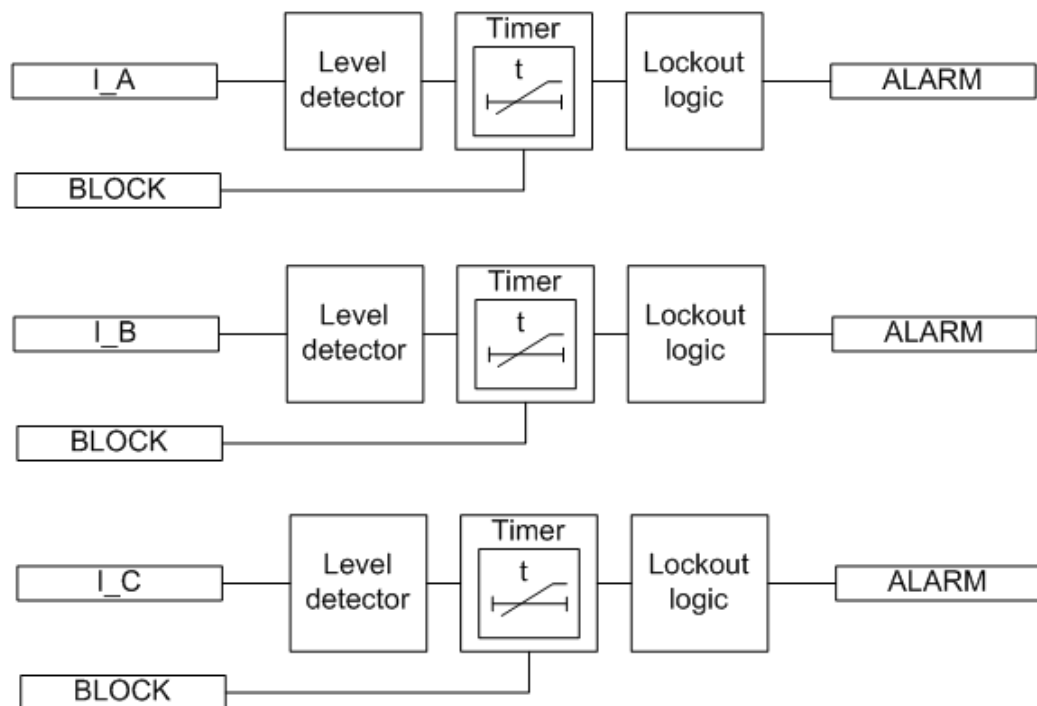 Timer
I_A
Level
detector
t
Lockout
logic
ALARM
BLOCK
Timer
I_B
Level
detector
t
Lockout
logic
ALARM
BLOCK
Timer
I_C
Level
detector
t
Lockout
logic
ALARM
BLOCK